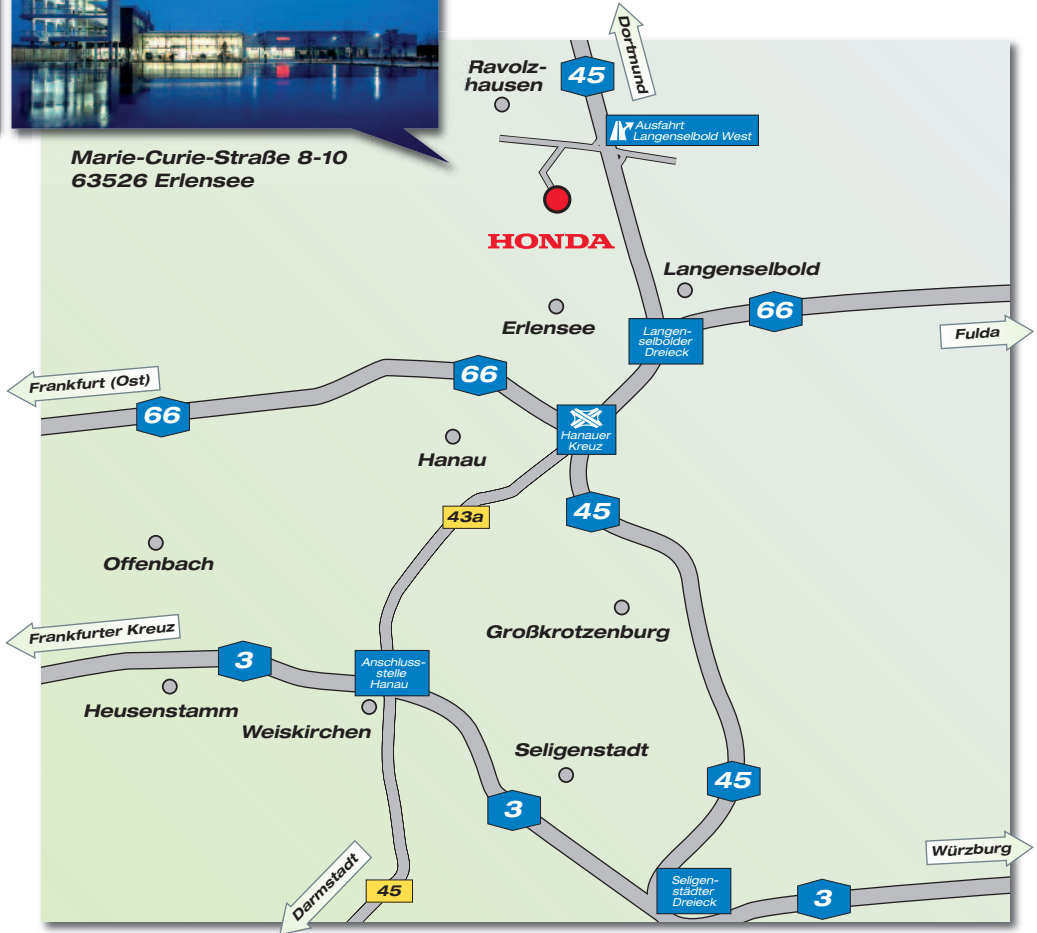 Dortmund
Ravolz-
hausen
45
Ausfahrt
Langenselbold West
Marie-Curie-Straße 8-10
63526 Erlensee
HONDA
Langenselbold
66
Erlensee
Langen-
selbolder
Dreieck
Fulda
Frankfurt (Ost)
66
66
Hanauer
Kreuz
Hanau
43a
45
Offenbach
Großkrotzenburg
Frankfurter Kreuz
3
Anschluss-
stelle
Hanau
Heusenstamm
Weiskirchen
Seligenstadt
45
3
Würzburg
Darmstadt
45
Seligen-
städter
Dreieck
3